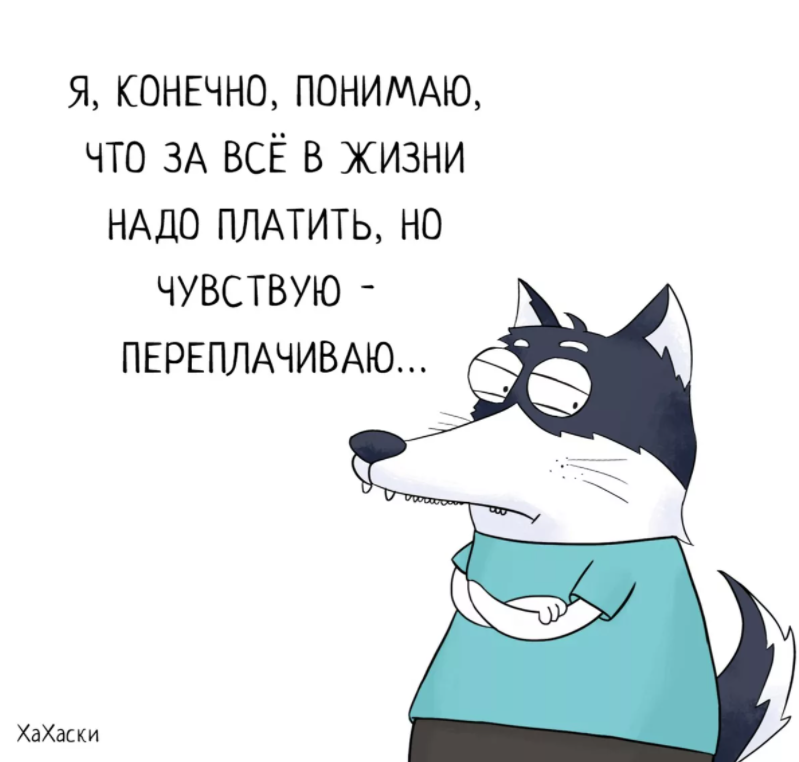 Я, КОНЕЧНО, ПОНИМАЮ,
ЧТО ЗА ВСЁ В ЖИЗНИ
НАДО ПЛАТИТЬ, НО
ЧУВСТВУЮ -
ПЕРЕПЛАЧИВАЮ...
ХаХаски